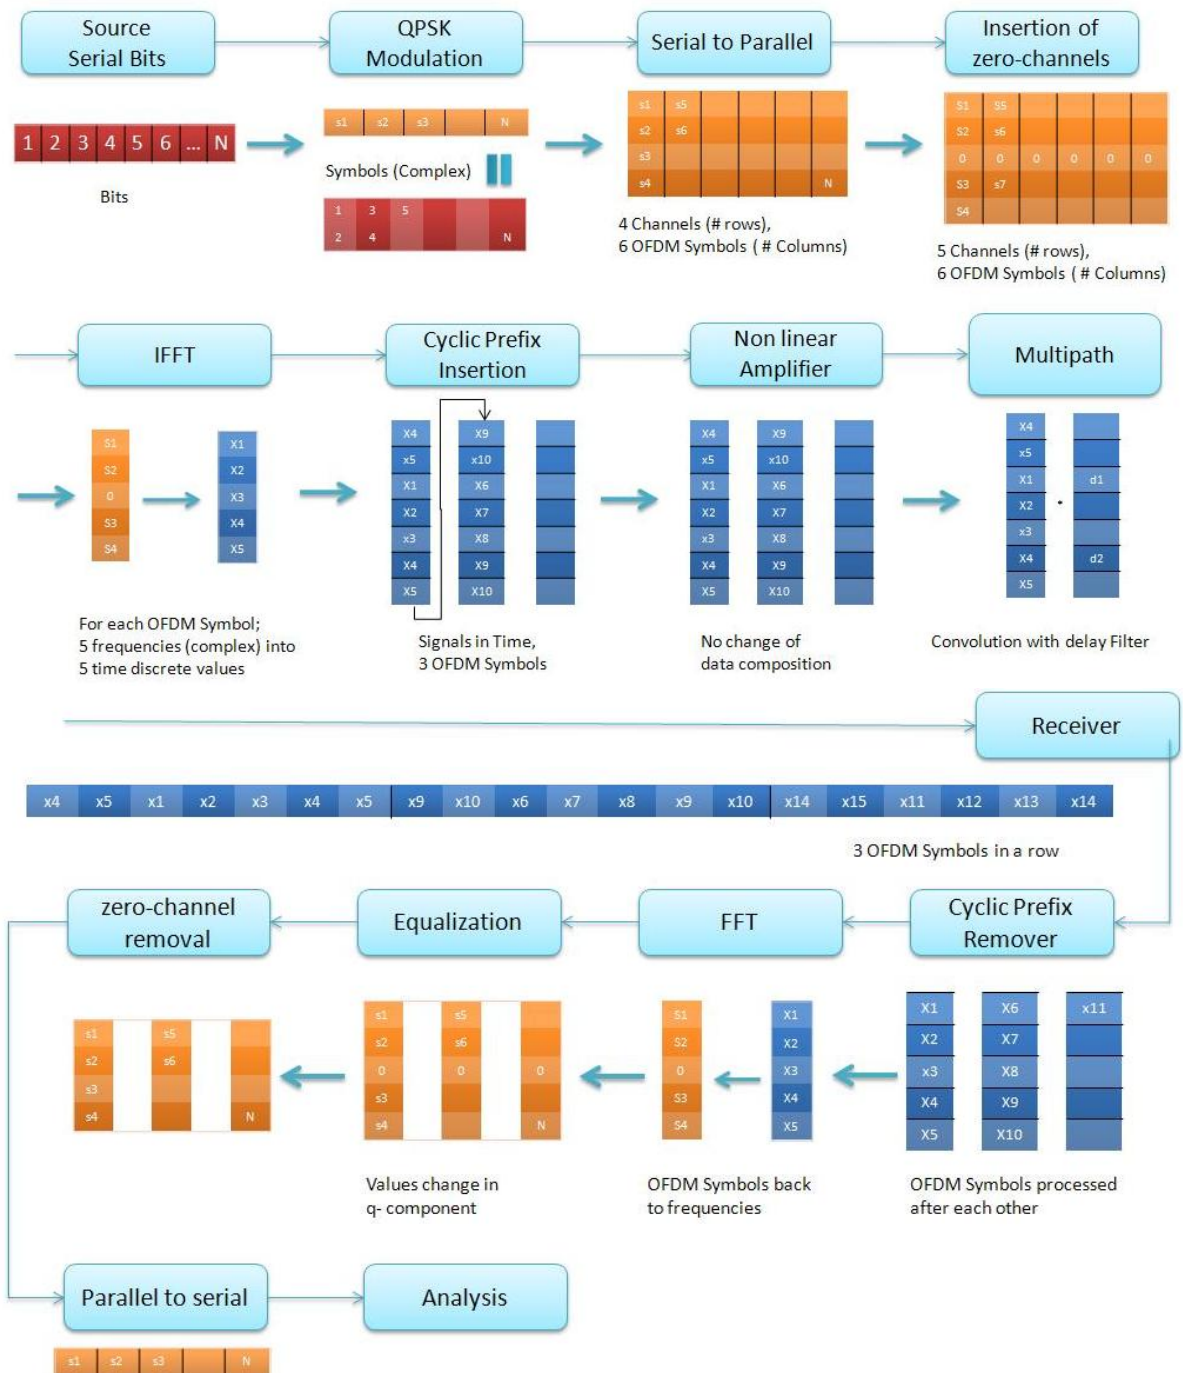 Source
Serial Bits
QPSK
Modulation
Serial to Parallel
Insertion of
zero-channels
1 2 3 4 5 6 ... N
Bits
s1 s2 s3 N
Symbols (Complex)
1 3 5
2 4 N
s1 s5
s2 s6
s3
s4 N
4 Channels (# rows),
6 OFDM Symbols ( # Columns)
S1 S5
S2 s6
0 0 0 0 0 0
S3 s7
S4
5 Channels (# rows),
6 OFDM Symbols ( # Columns)
IFFT
Cyclic Prefix
Insertion
Non linear
Amplifier
Multipath
S1
S2
0
S3
S4
X1
X2
X3
X4
X5
For each OFDM Symbol;
5 frequencies (complex) into
5 time discrete values
X4 X9
x5 x10
X1 X6
X2 X7
x3 X8
X4 X9
X5 X10
Signals in Time,
3 OFDM Symbols
X4 X9
x5 x10
X1 X6
X2 X7
x3 X8
X4 X9
X5 X10
No change of
data composition
X4
x5
X1 d1
X2
x3
X4 d2
X5
Convolution with delay Filter
Receiver
x4 x5 x1 x2 x3 x4 x5 x9 x10 x6 x7 x8 x9 x10 x14 x15 x11 x12 x13 x14
3 OFDM Symbols in a row
zero-channel
removal
Equalization
FFT
Cyclic Prefix
Remover
s1 s5
s2 s6
s3
s4 N
s1 s5
s2 s6
0 0 0
s3
s4 N
Values change in
q- component
S1
S2
0
S3
S4
X1
X2
X3
X4
X5
OFDM Symbols back
to frequencies
X1 X6 x11
X2 X7
x3 X8
X4 X9
X5 X10
OFDM Symbols processed
after each other
Parallel to serial
Analysis
s1 s2 s3 N